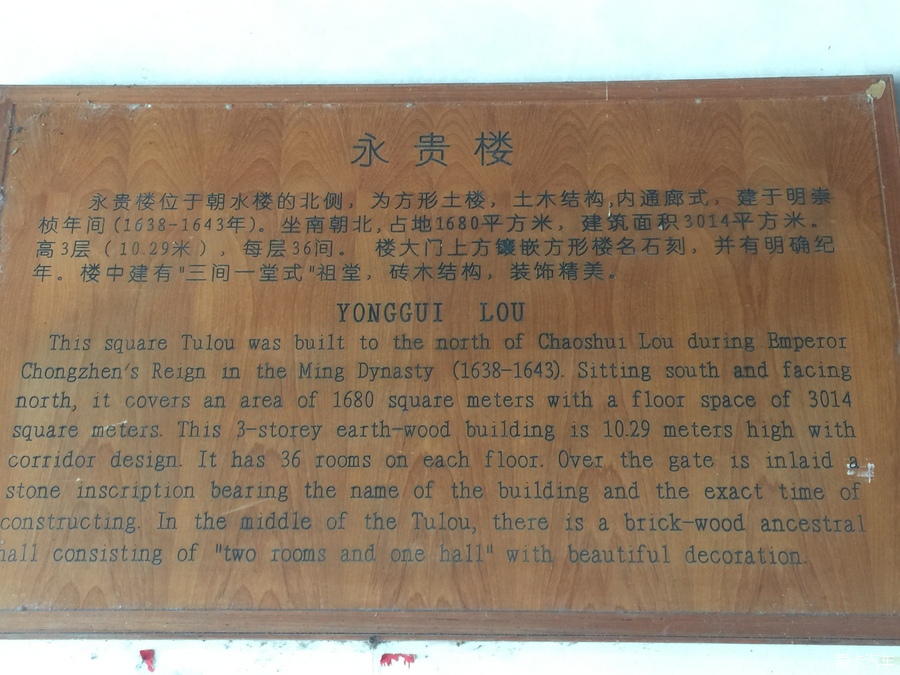 永贵楼
永贵楼位于朝水楼的北侧，为方形土楼，土木结构,内通廊式，建于明崇
桢年间(1638-1643年)。坐南朝北,占地1680平方米，建筑面积3014平方米。
高3层（10.29米），每层36间。 楼大门上方镶嵌方形楼名石刻，并有明确纪
年。楼中建有"三间一堂式"祖堂，砖木结构，装饰精美。
YONGGUI LOU
This square Tulou was built to the north of Chaoshui Lou during Emperor
Chongzhen's Reign in the Ming Dynasty (1638-1643). Sitting south and facing
north, it covers an area of 1680 square meters with a floor space of 3014
square meters. This 3-storey earth-wood building is 10.29 meters high with
corridor design. It has 36 rooms on each floor. Over the gate is inlaid a
stone inscription bearing the name of the building and the exact time of
constructing. In the middle of the Tulou, there is a brick-wood ancestral
hall consisting of "two rooms and one hall" with beautiful decoration.